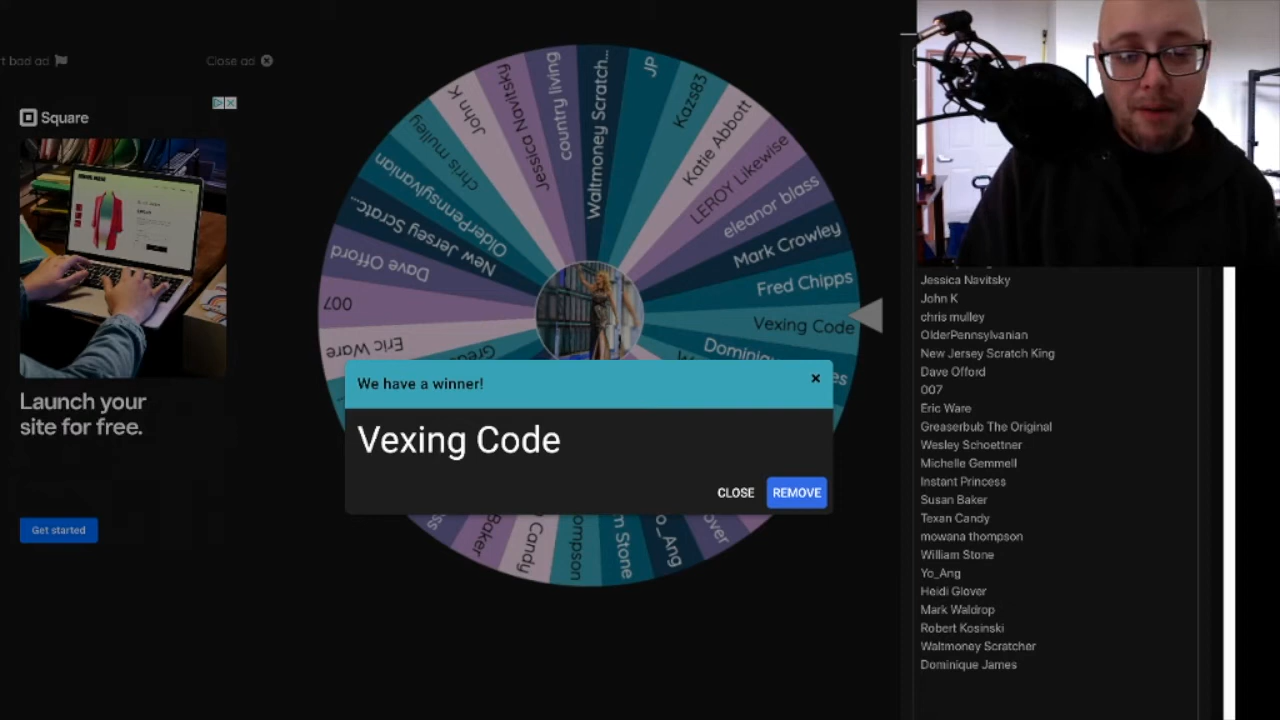 t bad ad
Close ad
Square
Launch your
site for free.
Get started
John K
Jessica Navitsky
country living
Waltmoney Scratch...
JP
Kazs83
Katie Abbott
LEROY Likewise
eleanor blass
Mark Crowley
Fred Chipps
Vexing Code
Dominiq
es
chris mulley
OlderPennsylvanian
New Jersey Scratc...
Dave Offord
007
Eric Ware
Greas
We have a winner!
Vexing Code
CLOSE
REMOVE
ss
Baker
Candy
ompson
m Stone
o_Ang
over
Jessica Navitsky
John K
chris mulley
OlderPennsylvanian
New Jersey Scratch King
Dave Offord
007
Eric Ware
Greaserbub The Original
Wesley Schoettner
Michelle Gemmell
Instant Princess
Susan Baker
Texan Candy
mowana thompson
William Stone
Yo_Ang
Heidi Glover
Mark Waldrop
Robert Kosinski
Waltmoney Scratcher
Dominique James